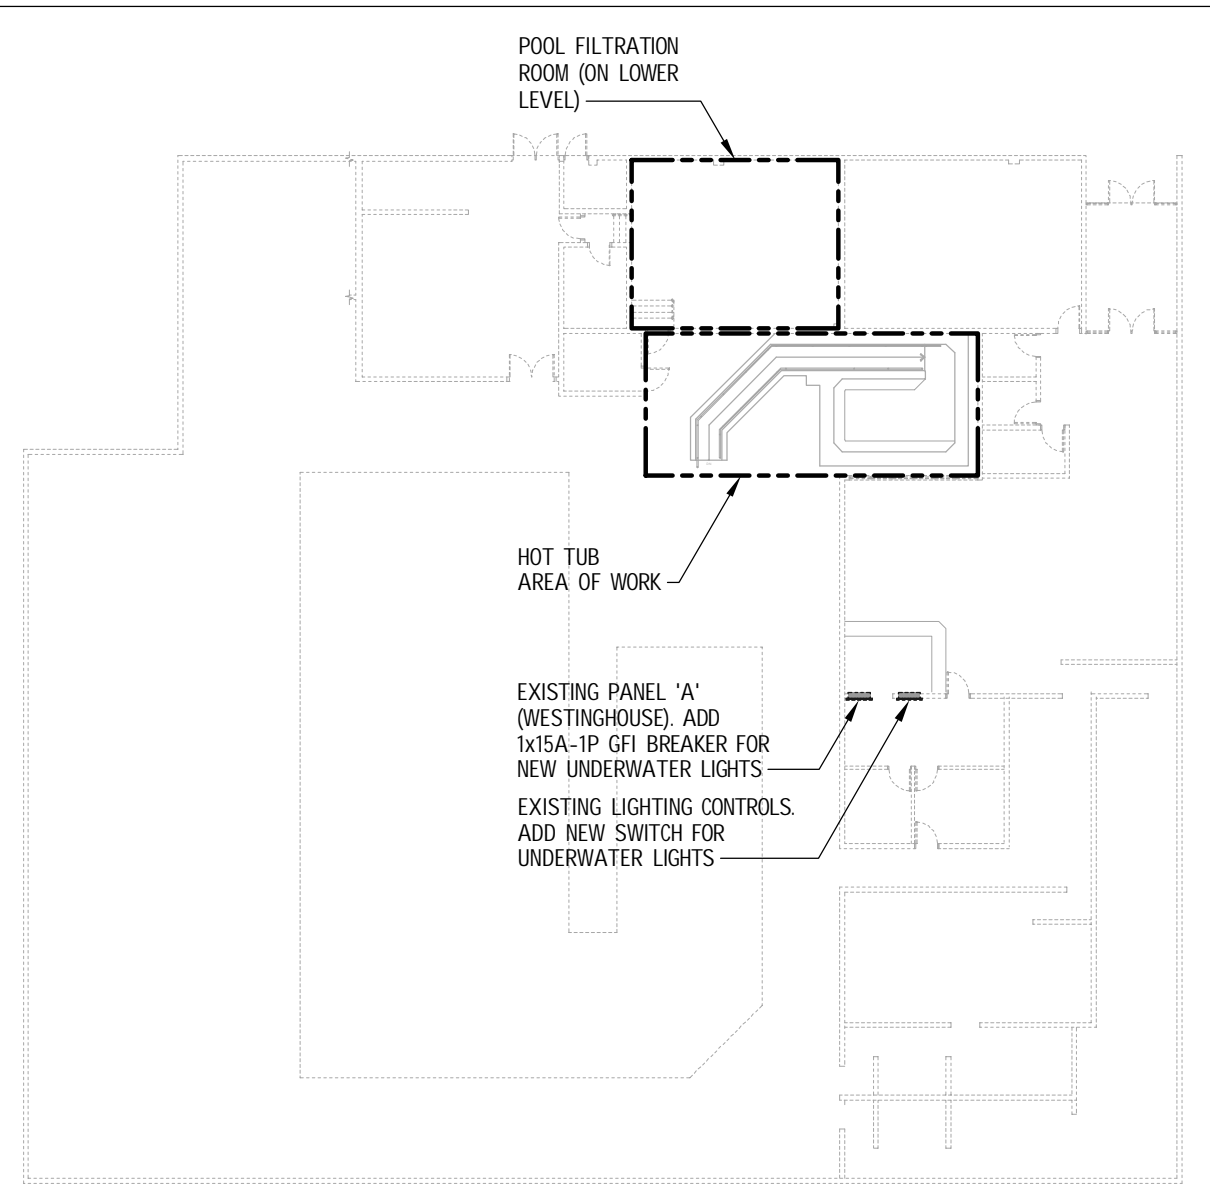 POOL FILTRATION
ROOM (ON LOWER
LEVEL)
HOT TUB
AREA OF WORK
EXISTING PANEL 'A'
(WESTINGHOUSE). ADD
1x15A-1P GFI BREAKER FOR
NEW UNDERWATER LIGHTS
EXISTING LIGHTING CONTROLS.
ADD NEW SWITCH FOR
UNDERWATER LIGHTS